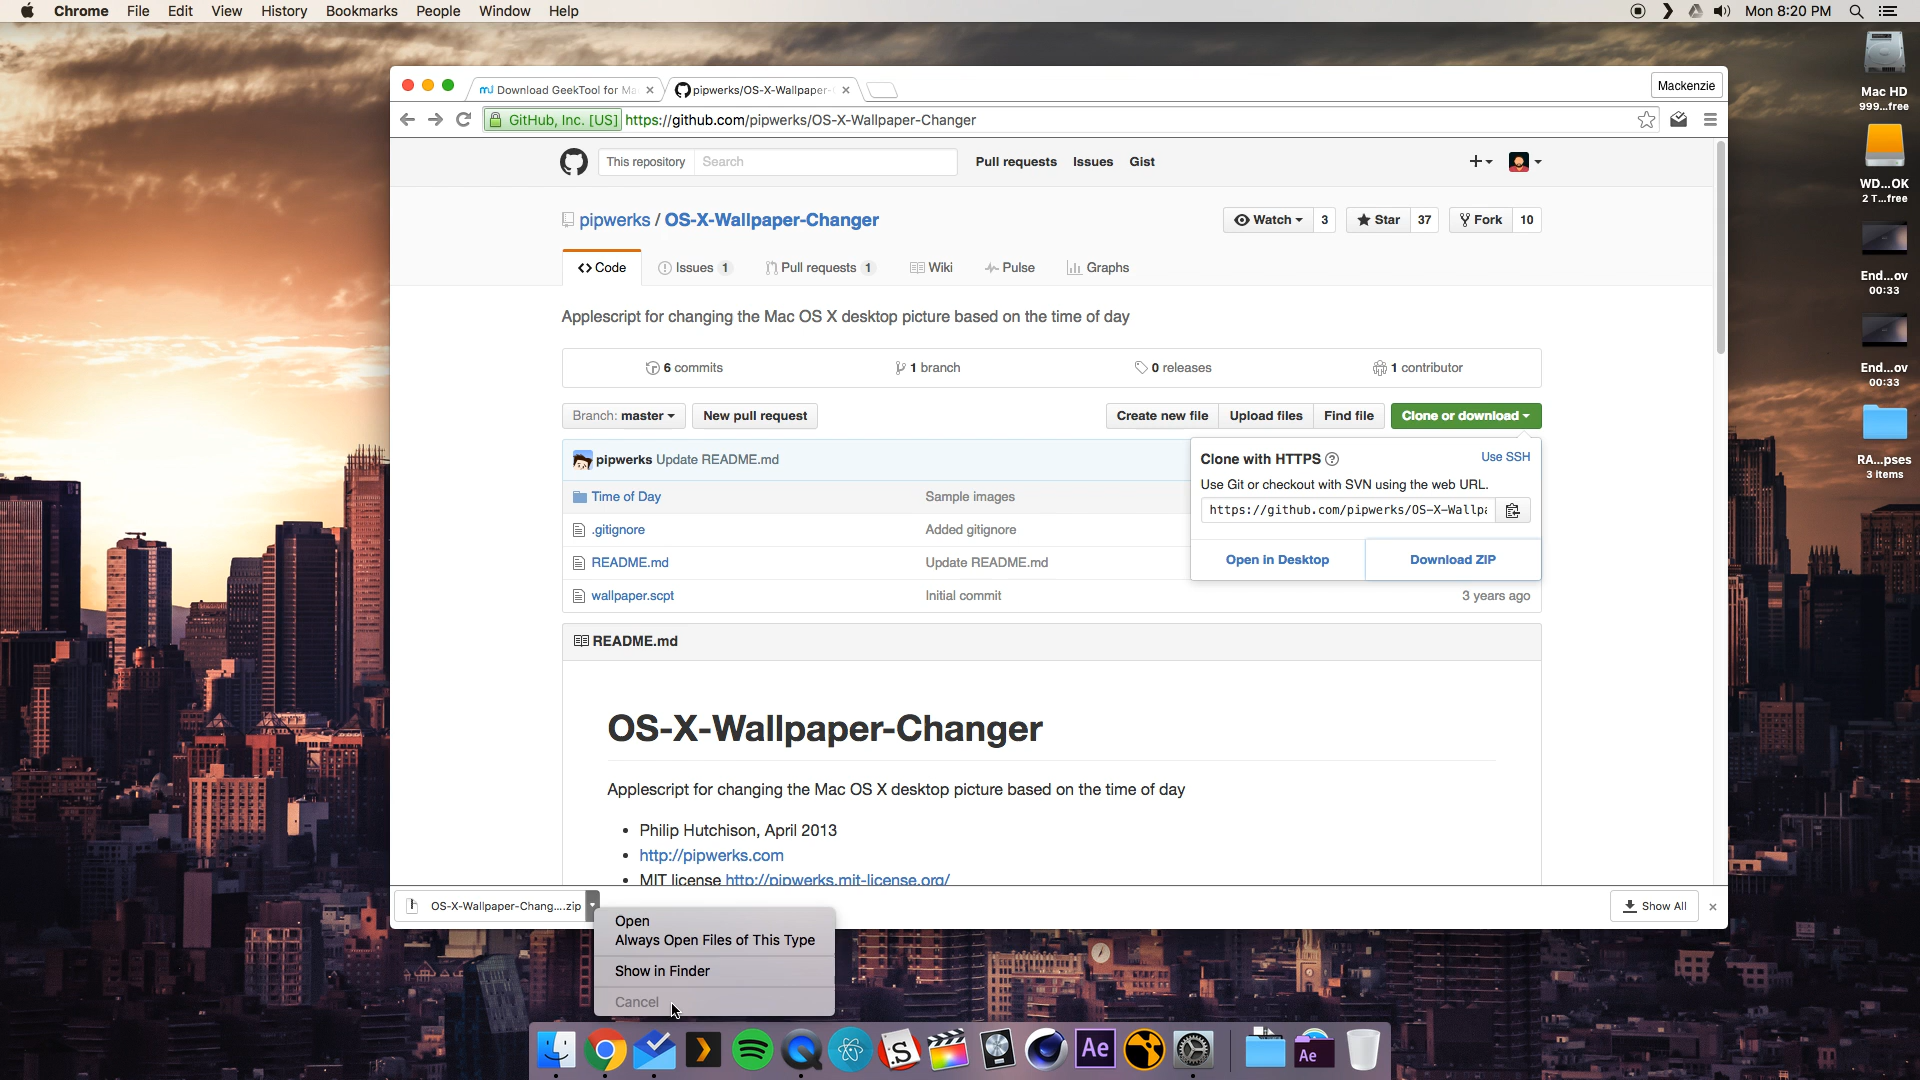 Chrome File Edit View History Bookmarks People Window Help Mon 8:20 PM
Mac HD
999...free
WD...OK
2 T...free
End...ov
00:33
End...ov
00:33
RA...pses
3 items
Download GeekTool for Ma
pipwerks/OS-X-Wallpaper-
Mackenzie
GitHub, Inc. [US] https://github.com/pipwerks/OS-X-Wallpaper-Changer
This repository Search Pull requests Issues Gist
pipwerks / OS-X-Wallpaper-Changer
Watch 3 Star 37 Fork 10
Code Issues 1 Pull requests 1 Wiki Pulse Graphs
Applescript for changing the Mac OS X desktop picture based on the time of day
6 commits 1 branch 0 releases 1 contributor
Branch: master New pull request Create new file Upload files Find file Clone or download
pipwerks Update README.md
Time of Day Sample images
.gitignore Added gitignore
README.md Update README.md
wallpaper.scpt Initial commit 3 years ago
Clone with HTTPS Use SSH
Use Git or checkout with SVN using the web URL.
https://github.com/pipwerks/OS-X-Wallpa
Open in Desktop Download ZIP
README.md
OS-X-Wallpaper-Changer
Applescript for changing the Mac OS X desktop picture based on the time of day
• Philip Hutchison, April 2013
• http://pipwerks.com
• MIT license http://pipwerks.mit-license.org/
OS-X-Wallpaper-Chang....zip Show All
Open
Always Open Files of This Type
Show in Finder
Cancel
Ae
Ae